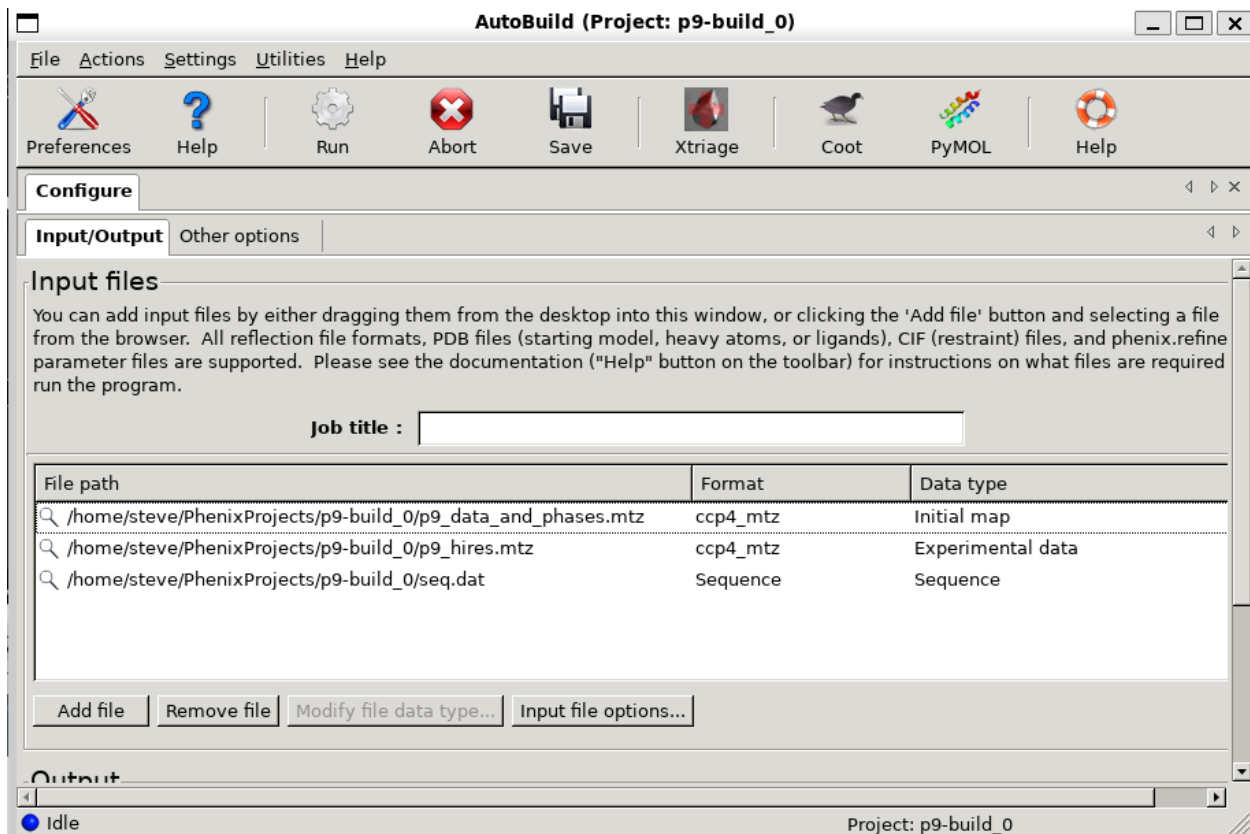 AutoBuild (Project: p9-build_0)
File Actions Settings Utilities Help
Preferences Help Run Abort Save Xtriage Coot PyMOL Help
Configure
Input/Output Other options
Input files
You can add input files by either dragging them from the desktop into this window, or clicking the 'Add file' button and selecting a file
from the browser. All reflection file formats, PDB files (starting model, heavy atoms, or ligands), CIF (restraint) files, and phenix.refine
parameter files are supported. Please see the documentation ("Help" button on the toolbar) for instructions on what files are required
run the program.
Job title :
File path Format Data type
/home/steve/PhenixProjects/p9-build_0/p9_data_and_phases.mtz ccp4_mtz Initial map
/home/steve/PhenixProjects/p9-build_0/p9_hires.mtz ccp4_mtz Experimental data
/home/steve/PhenixProjects/p9-build_0/seq.dat Sequence Sequence
Add file Remove file Modify file data type... Input file options...
Output
Idle Project: p9-build_0